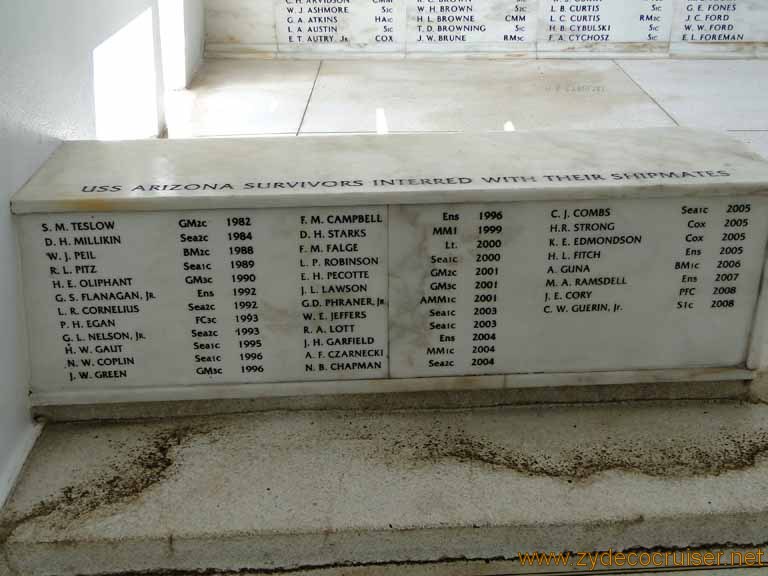 C. H. ARVIDSON CMM
W. J. ASHMORE S1C
G. A. ATKINS HA1C
L. A. AUSTIN S1C
E. T. AUTRY, JR. COX
R. C. BROWN S1C
W. H. BROWN S2C
H. L. BROWNE CMM
T. D. BROWNING S1C
J. W. BRUNE RM3C
L. B. CURTIS S1C
L. C. CURTIS RM3C
H B. CYBULSKI S1C
F. A. CYCHOSZ S1C
G. E. FONES
J. C. FORD
W. W. FORD
E. L. FOREMAN
USS ARIZONA SURVIVORS INTERRED WITH THEIR SHIPMATES
S. M. TESLOW GM2C 1982
D. H. MILLIKIN SEA2C 1984
W. J. PEIL BM2C 1988
R. L. PITZ SEA1C 1989
H. E. OLIPHANT GM3C 1990
G. S. FLANAGAN, JR. ENS 1992
L. R. CORNELIUS SEA2C 1992
P. H. EGAN FC3C 1993
G. L. NELSON, JR. SEA2C 1993
H. W. GAUT SEA1C 1995
N. W. COPLIN SEA1C 1996
J. W. GREEN GM3C 1996
F. M. CAMPBELL ENS 1996
D. H. STARKS MM1 1999
F. M. FALGE LT. 2000
L. P. ROBINSON SEA1C 2000
E. H. PECOTTE GM2C 2001
J. L. LAWSON GM3C 2001
G.D. PHRANER, JR. AMM1C 2001
W. E. JEFFERS SEA1C 2003
R. A. LOTT SEA1C 2003
J. H. GARFIELD ENS 2004
A. F. CZARNECKI MM1C 2004
N. B. CHAPMAN SEA2C 2004
C. J. COMBS SEA1C 2005
H.R. STRONG COX 2005
K. E. EDMONDSON COX 2005
H. L. FITCH ENS 2005
A. GUNA BM1C 2006
M. A. RAMSDELL ENS 2007
J. E. CORY PFC 2008
C. W. GUERIN, JR. S1C 2008
www.zydecocruiser.net